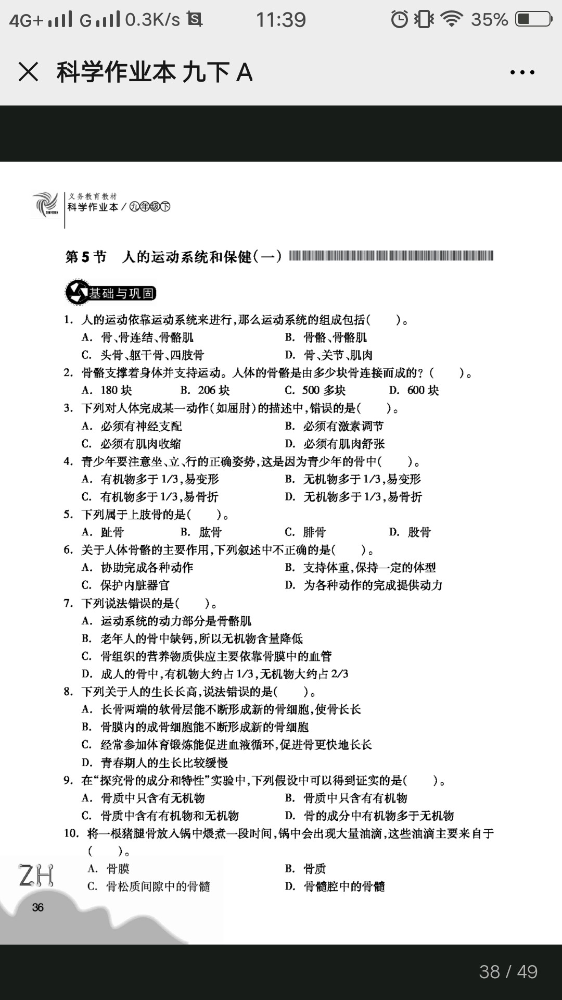 4G+ G 0.3K/s 11:39 35%
科学作业本 九下 A
义务教育教材
科学作业本/九年级下
第5节 人的运动系统和保健(一)
基础与巩固
1. 人的运动依靠运动系统来进行,那么运动系统的组成包括( )。
A. 骨、骨连结、骨骼肌 B. 骨骼、骨骼肌
C. 头骨、躯干骨、四肢骨 D. 骨、关节、肌肉
2. 骨骼支撑着身体并支持运动。人体的骨骼是由多少块骨连接而成的?( )。
A. 180 块 B. 206 块 C. 500 多块 D. 600 块
3. 下列对人体完成某一动作(如屈肘)的描述中,错误的是( )。
A. 必须有神经支配 B. 必须有激素调节
C. 必须有肌肉收缩 D. 必须有肌肉舒张
4. 青少年要注意坐、立、行的正确姿势,这是因为青少年的骨中( )。
A. 有机物多于1/3,易变形 B. 无机物多于1/3,易变形
C. 有机物多于1/3,易骨折 D. 无机物多于1/3,易骨折
5. 下列属于上肢骨的是( )。
A. 趾骨 B. 肱骨 C. 腓骨 D. 股骨
6. 关于人体骨骼的主要作用,下列叙述中不正确的是( )。
A. 协助完成各种动作 B. 支持体重,保持一定的体型
C. 保护内脏器官 D. 为各种动作的完成提供动力
7. 下列说法错误的是( )。
A. 运动系统的动力部分是骨骼肌
B. 老年人的骨中缺钙,所以无机物含量降低
C. 骨组织的营养物质供应主要依靠骨膜中的血管
D. 成人的骨中,有机物大约占1/3,无机物大约占2/3
8. 下列关于人的生长长高,说法错误的是( )。
A. 长骨两端的软骨层能不断形成新的骨细胞,使骨长长
B. 骨膜内的成骨细胞能不断形成新的骨细胞
C. 经常参加体育锻炼能促进血液循环,促进骨更快地长长
D. 青春期人的生长比较缓慢
9. 在“探究骨的成分和特性”实验中,下列假设中可以得到证实的是( )。
A. 骨质中只含有无机物 B. 骨质中只含有有机物
C. 骨质中含有有机物和无机物 D. 骨的成分中有机物多于无机物
10. 将一根猪腿骨放入锅中煨煮一段时间,锅中会出现大量油滴,这些油滴主要来自于
( )。
A. 骨膜 B. 骨质
C. 骨松质间隙中的骨髓 D. 骨髓腔中的骨髓
ZH
36
38 / 49